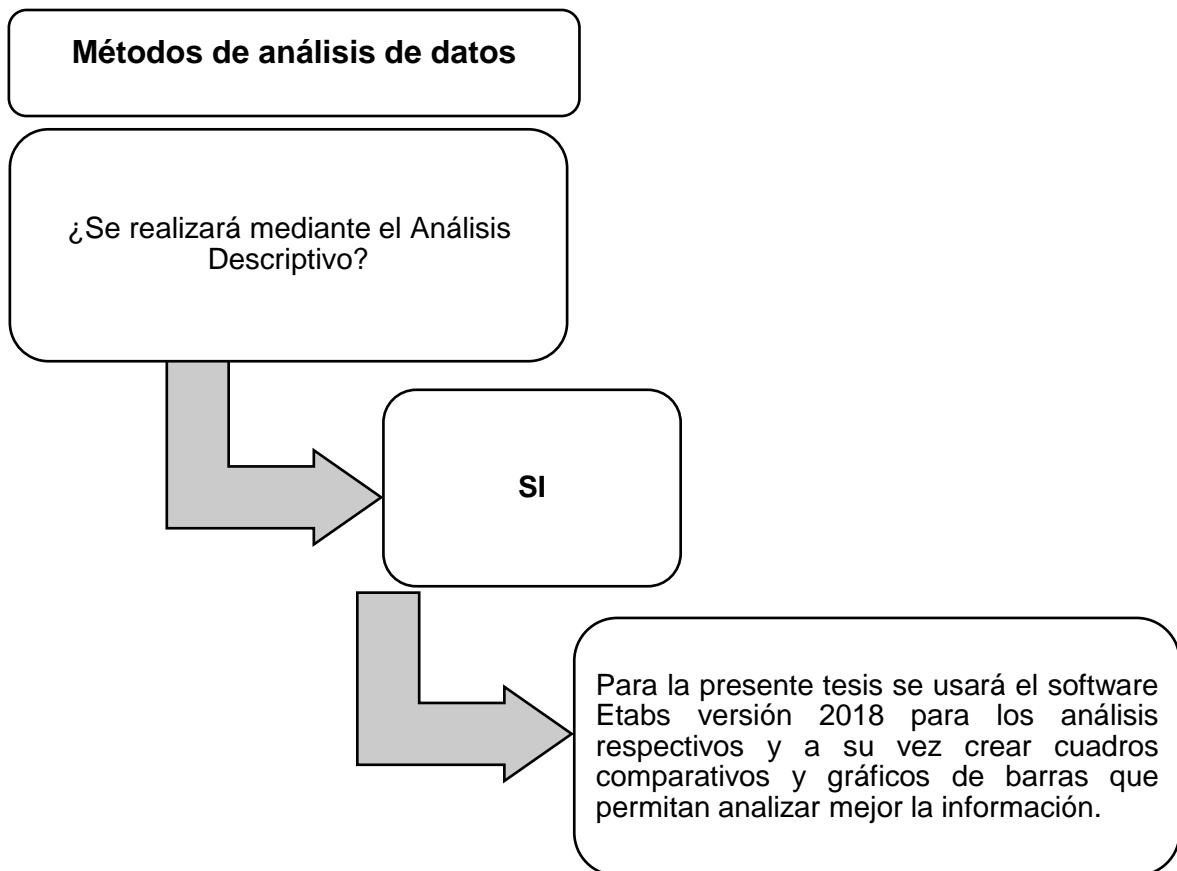 Métodos de análisis de datos
¿Se realizará mediante el Análisis
Descriptivo?
SI
Para la presente tesis se usará el software
Etabs versión 2018 para los análisis
respectivos y a su vez crear cuadros
comparativos y gráficos de barras que
permitan analizar mejor la información.